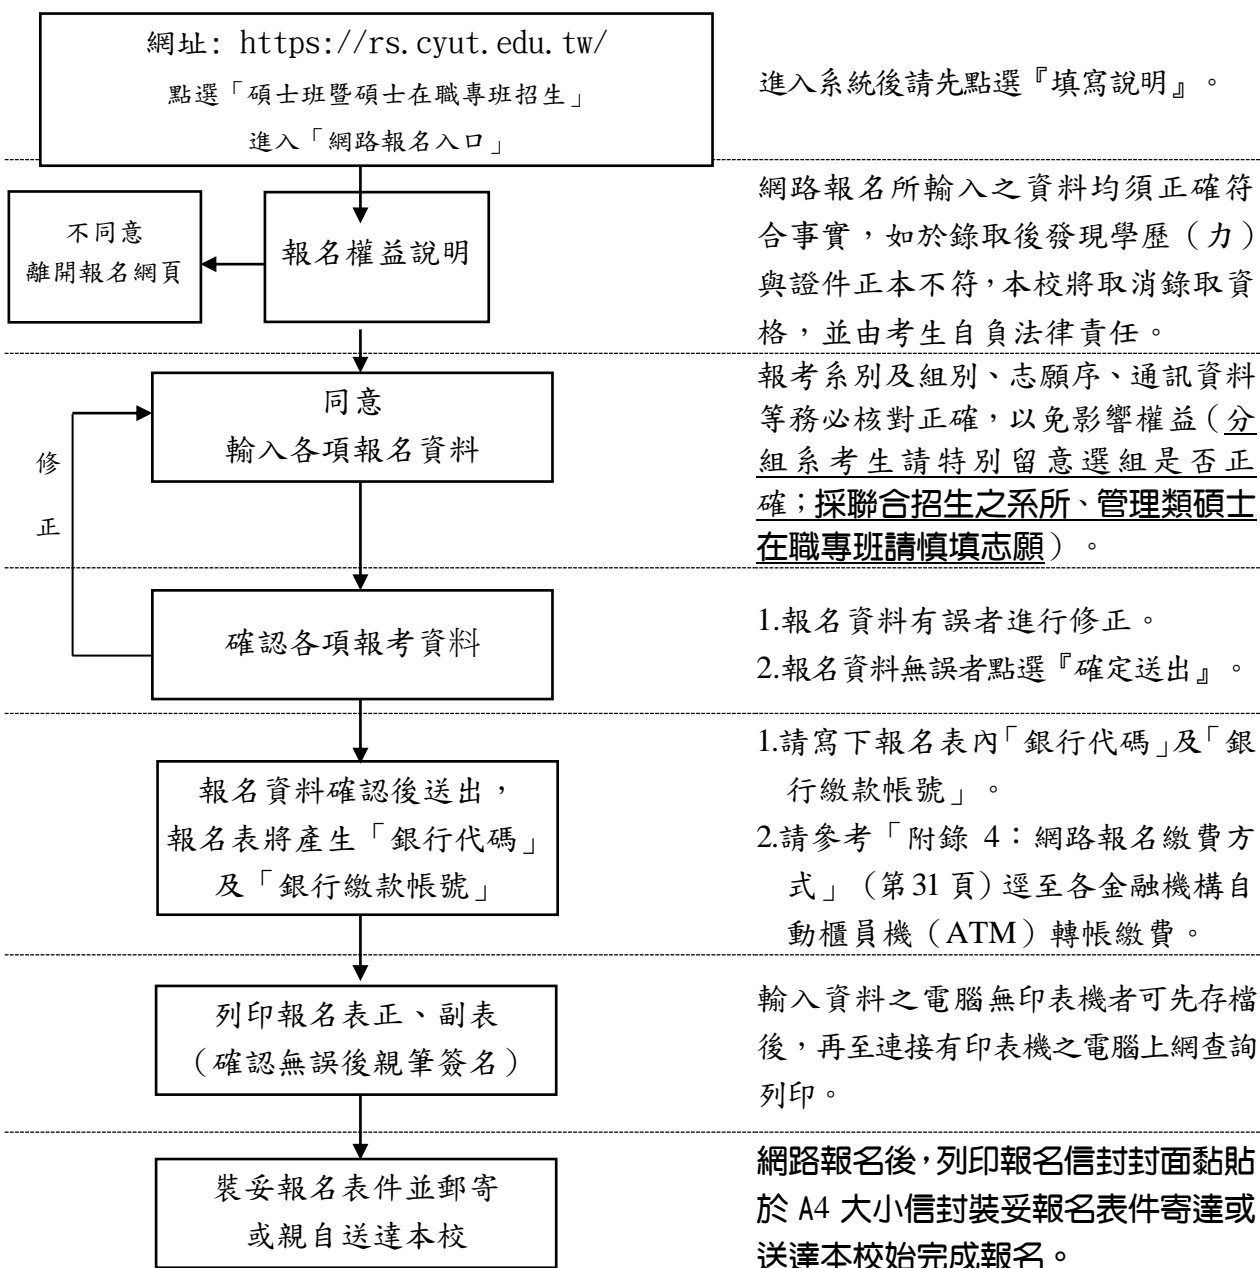 網址: https://rs.cyut.edu.tw/
點選「碩士班暨碩士在職專班招生」
進入「網路報名入口」
進入系統後請先點選『填寫說明』。
不同意
離開報名網頁
報名權益說明
網路報名所輸入之資料均須正確符
合事實，如於錄取後發現學歷（力）
與證件正本不符，本校將取消錄取資
格，並由考生自負法律責任。
修
正
同意
輸入各項報名資料
報考系別及組別、志願序、通訊資料
等務必核對正確，以免影響權益（分
組系考生請特別留意選組是否正
確；採聯合招生之系所、管理類碩士
在職專班請慎填志願）。
確認各項報考資料
1.報名資料有誤者進行修正。
2.報名資料無誤者點選『確定送出』。
報名資料確認後送出，
報名表將產生「銀行代碼」
及「銀行繳款帳號」
1.請寫下報名表內「銀行代碼」及「銀
行繳款帳號」。
2.請參考「附錄 4：網路報名繳費方
式」（第31 頁）逕至各金融機構自
動櫃員機（ATM）轉帳繳費。
列印報名表正、副表
（確認無誤後親筆簽名）
輸入資料之電腦無印表機者可先存檔
後，再至連接有印表機之電腦上網查詢
列印。
裝妥報名表件並郵寄
或親自送達本校
網路報名後，列印報名信封封面黏貼
於 A4 大小信封裝妥報名表件寄達或
送達本校始完成報名。